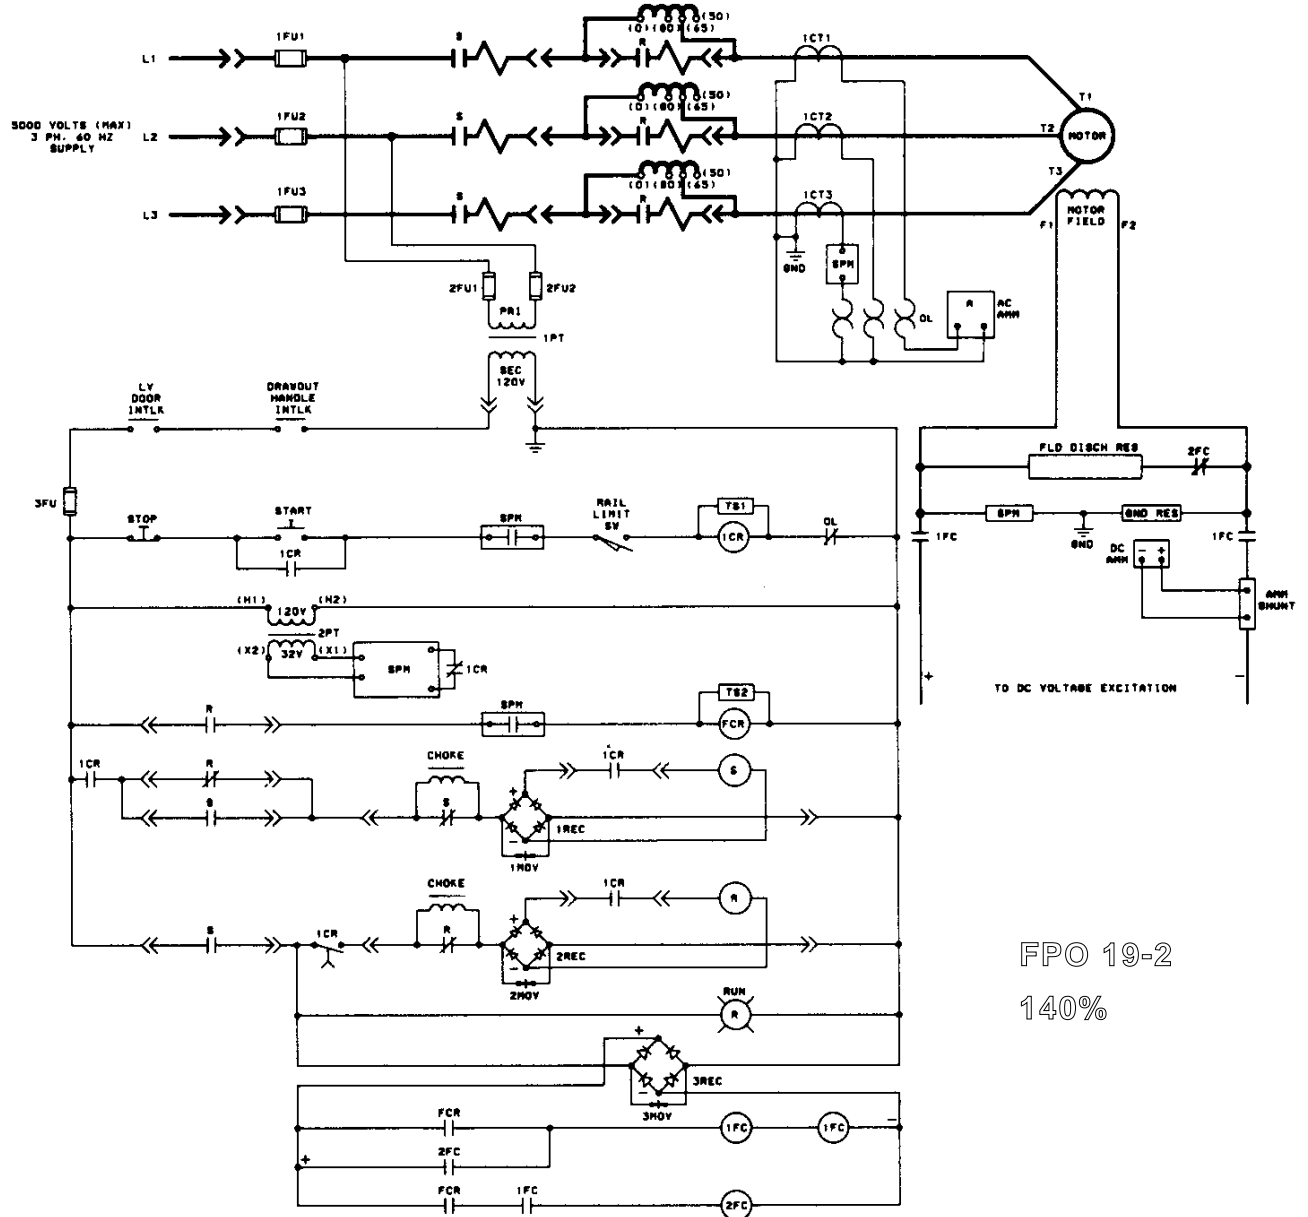 (50)
(0) (80) (65)
1FU1
S
R
1CT1
L1
T1
(50)
(0) (80) (65)
5000 VOLTS (MAX)
3 PH. 60 HZ
SUPPLY
1FU2
S
R
1CT2
L2
T2
MOTOR
T3
(50)
(0) (80) (65)
1FU3
S
R
1CT3
L3
F1
MOTOR
FIELD
F2
GND
SPM
2FU1
2FU2
PRI
1PT
SEC
120V
OL
A
AC
AMM
LV
DOOR
INTLK
DRAWOUT
HANDLE
INTLK
FLD DISCH RES
2FC
3FU
STOP
START
1CR
SPM
RAIL
LIMIT
SW
TS1
1CR
OL
SPM
GND RES
GND
1FC
1FC
DC
AMM
- +
AMM
SHUNT
(H1)
120V
(H2)
2PT
(X2)
32V
(X1)
SPM
1CR
+
-
TO DC VOLTAGE EXCITATION
R
SPM
TS2
FCR
1CR
R
S
CHOKE
S
+
-
1REC
1MOV
1CR
S
S
1CR
CHOKE
R
+
-
2REC
2MOV
1CR
R
RUN
R
+
-
3REC
3MOV
FCR
1FC
1FC
-
+
2FC
FCR
1FC
2FC
FPO 19-2
140%